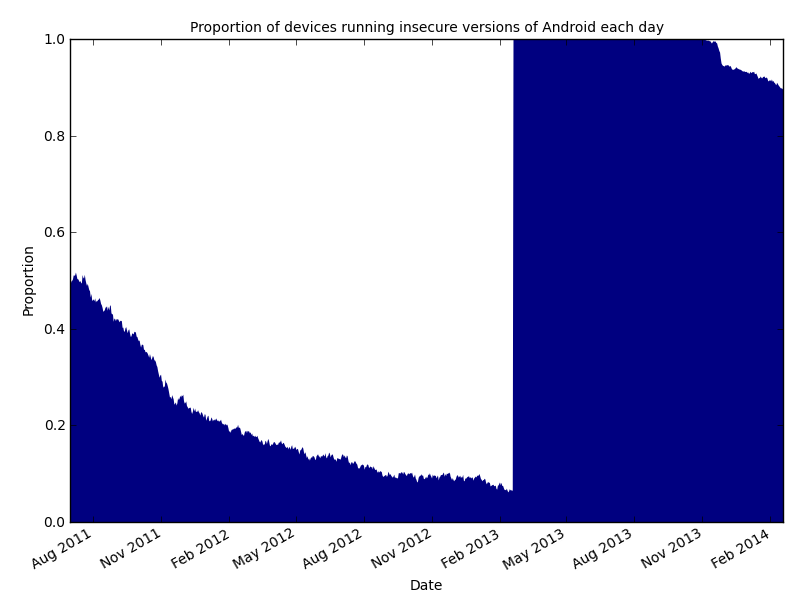 Proportion of devices running insecure versions of Android each day
1.0
0.8
0.6
0.4
0.2
0.0
Proportion
Aug 2011
Nov 2011
Feb 2012
May 2012
Aug 2012
Nov 2012
Feb 2013
May 2013
Aug 2013
Nov 2013
Feb 2014
Date